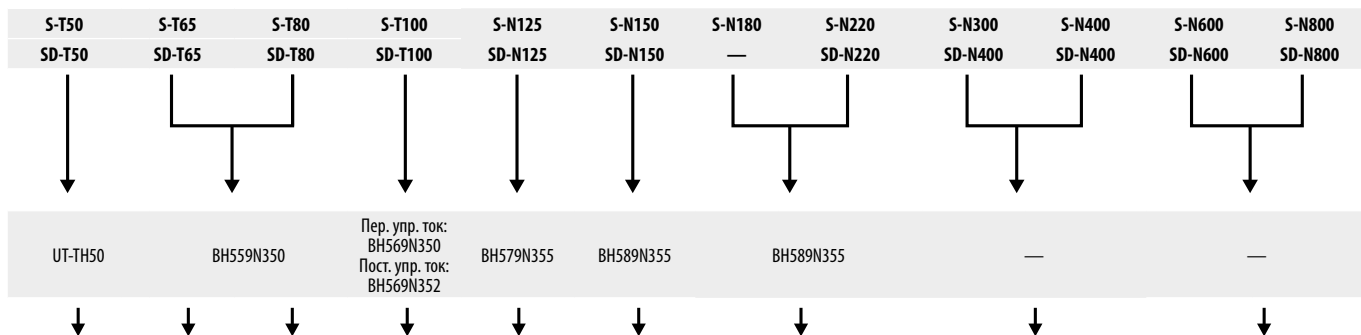 S-T50 S-T65 S-T80 S-T100 S-N125 S-N150 S-N180 S-N220 S-N300 S-N400 S-N600 S-N800
SD-T50 SD-T65 SD-T80 SD-T100 SD-N125 SD-N150 — SD-N220 SD-N400 SD-N400 SD-N600 SD-N800
Пер. упр. ток:
BH569N350
UT-TH50 BH559N350 BH579N355 BH589N355 BH589N355 — —
Пост. упр. ток:
BH569N352